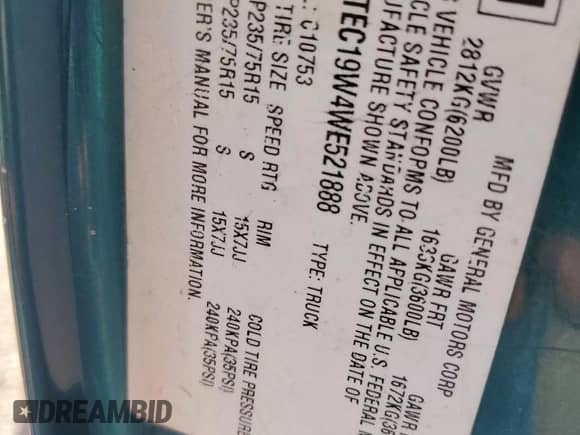 MFD BY GENERAL MOTORS CORP
GVWR GAWR FRT GAWR
2812KG(6200LB) 1633KG(3600LB) 1672KG(36
VEHICLE CONFORMS TO ALL APPLICABLE U.S. FEDERAL
CLE SAFETY STANDARDS IN EFFECT ON THE DATE OF
UFACTURE SHOWN ABOVE.
TEC19W4WE521888 TYPE: TRUCK
: C10753
TIRE SIZE SPEED RTG RIM COLD TIRE PRESSURE
P235/75R15 S 15X7JJ 240KPA(35PSI)
P235/75R15 S 15X7JJ 240KPA(35PSI)
ER'S MANUAL FOR MORE INFORMATION.
DREAMBID